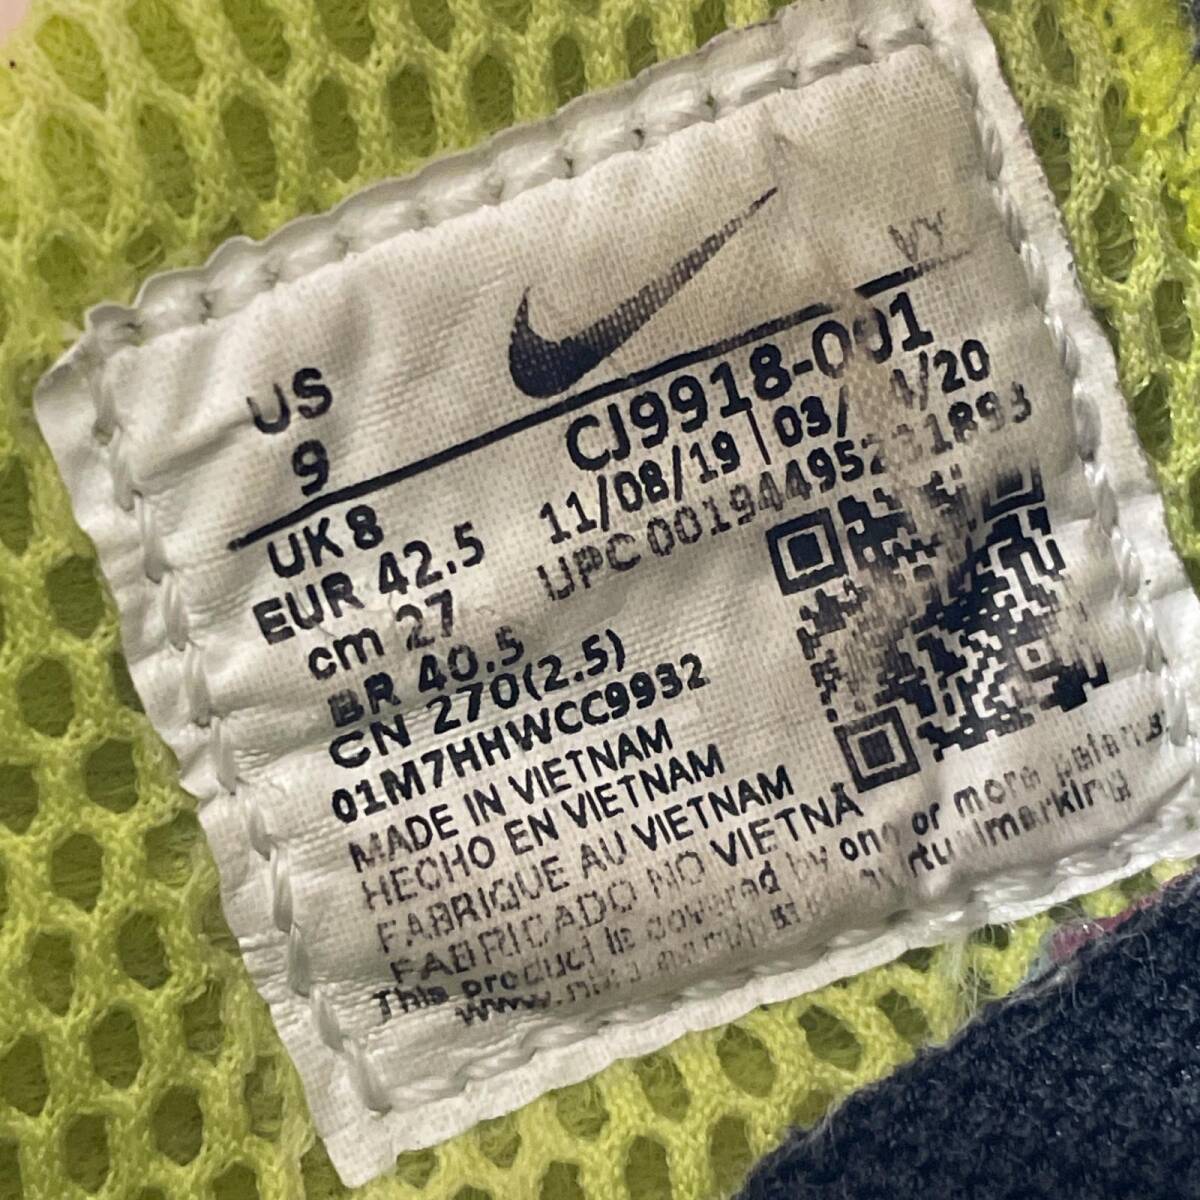 VY
US
9
CJ9918-001
11/08/19 | 03/ /20
UPC
UK 8
EUR 42.5
cm 27
BR 40.5
CN 270(2.5)
01M7HHWCC9932
MADE IN VIETNAM
HECHO EN VIETNAM
FABRIQUE AU VIETNAM
FABRICADO NO VIETNÃ
This product is covered by one or more patents.